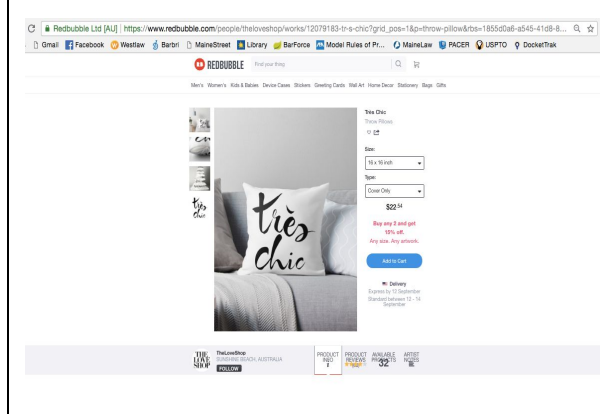 Redbubble Ltd [AU] | https://www.redbubble.com/people/theloveshop/works/12079183-tr-s-chic?grid_pos=1&p=throw-pillow&rbs=1855d0a6-a545-41d8-8...
Gmail Facebook Westlaw Barbri MaineStreet Library BarForce Model Rules of Pr... MaineLaw PACER USPTO DocketTrak
REDBUBBLE Find your thing
Men's Women's Kids & Babies Device Cases Stickers Greeting Cards Wall Art Home Decor Stationery Bags Gifts
Très Chic
Throw Pillows
Size:
16 x 16 inch
Type:
Cover Only
$22.54
Buy any 2 and get
15% off.
Any size. Any artwork.
Add to Cart
Delivery
Express by 12 September
Standard between 12 - 14
September
très
chic
très
chic
THE
LOVE
SHOP
TheLoveShop
SUNSHINE BEACH, AUSTRALIA
FOLLOW
PRODUCT
INFO
PRODUCT
REVIEWS
AVAILABLE
PRODUCTS
32
ARTIST
NOTES